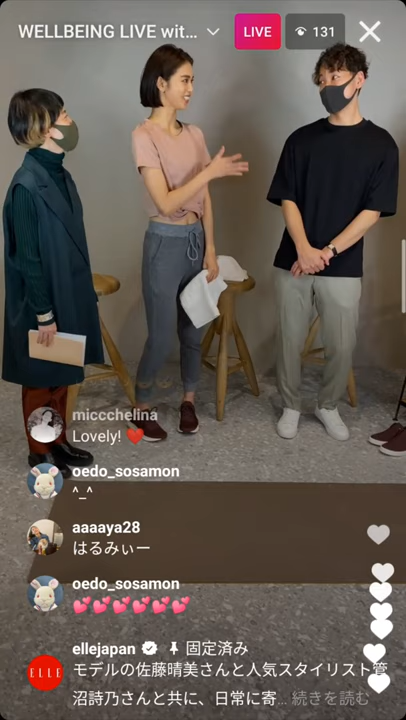 WELLBEING LIVE wit...
LIVE
131
miccchelina
Lovely! ❤️
oedo_sosamon
^_^
aaaaya28
はるみぃー
oedo_sosamon
💕💕💕💕💕💕
ELLE
ellejapan 固定済み
モデルの佐藤晴美さんと人気スタイリスト菅
沼詩乃さんと共に、日常に寄... 続きを読む